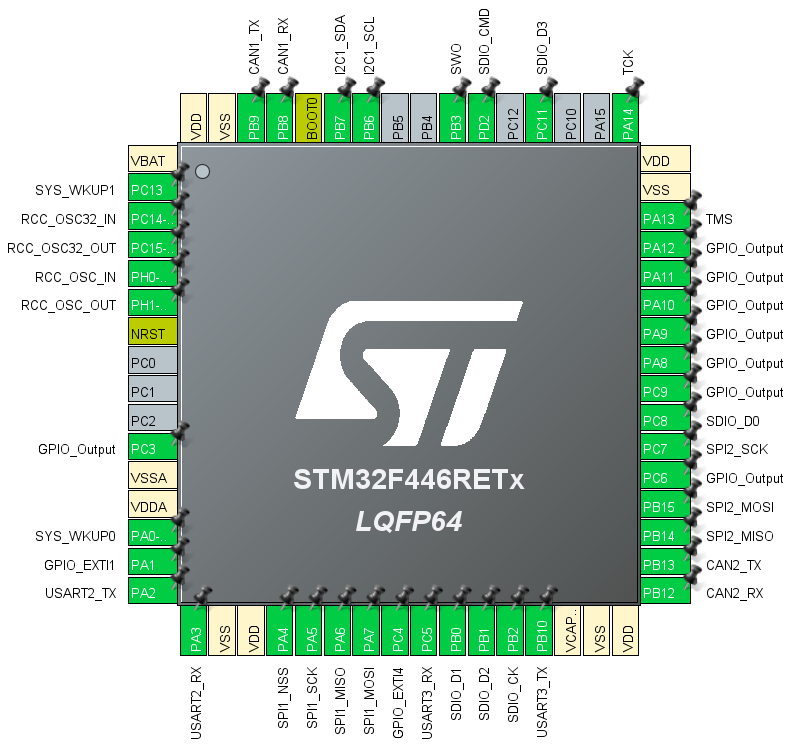 CAN1_TX
CAN1_RX
I2C1_SDA
I2C1_SCL
SWO
SDIO_CMD
SDIO_D3
TCK
VDD
VSS
PB9
PB8
BOOT0
PB7
PB6
PB5
PB4
PB3
PD2
PC12
PC11
PC10
PA15
PA14
VBAT
SYS_WKUP1 PC13
RCC_OSC32_IN PC14-..
RCC_OSC32_OUT PC15-..
RCC_OSC_IN PH0-..
RCC_OSC_OUT PH1-..
NRST
PC0
PC1
PC2
GPIO_Output PC3
VSSA
VDDA
SYS_WKUP0 PA0-..
GPIO_EXTI1 PA1
USART2_TX PA2
STM32F446RETx
LQFP64
VDD
VSS
PA13 TMS
PA12 GPIO_Output
PA11 GPIO_Output
PA10 GPIO_Output
PA9 GPIO_Output
PA8 GPIO_Output
PC9 GPIO_Output
PC8 SDIO_D0
PC7 SPI2_SCK
PC6 GPIO_Output
PB15 SPI2_MOSI
PB14 SPI2_MISO
PB13 CAN2_TX
PB12 CAN2_RX
PA3
VSS
VDD
PA4
PA5
PA6
PA7
PC4
PC5
PB0
PB1
PB2
PB10
VCAP..
VSS
VDD
USART2_RX
SPI1_NSS
SPI1_SCK
SPI1_MISO
SPI1_MOSI
GPIO_EXTI4
USART3_RX
SDIO_D1
SDIO_D2
SDIO_CK
USART3_TX